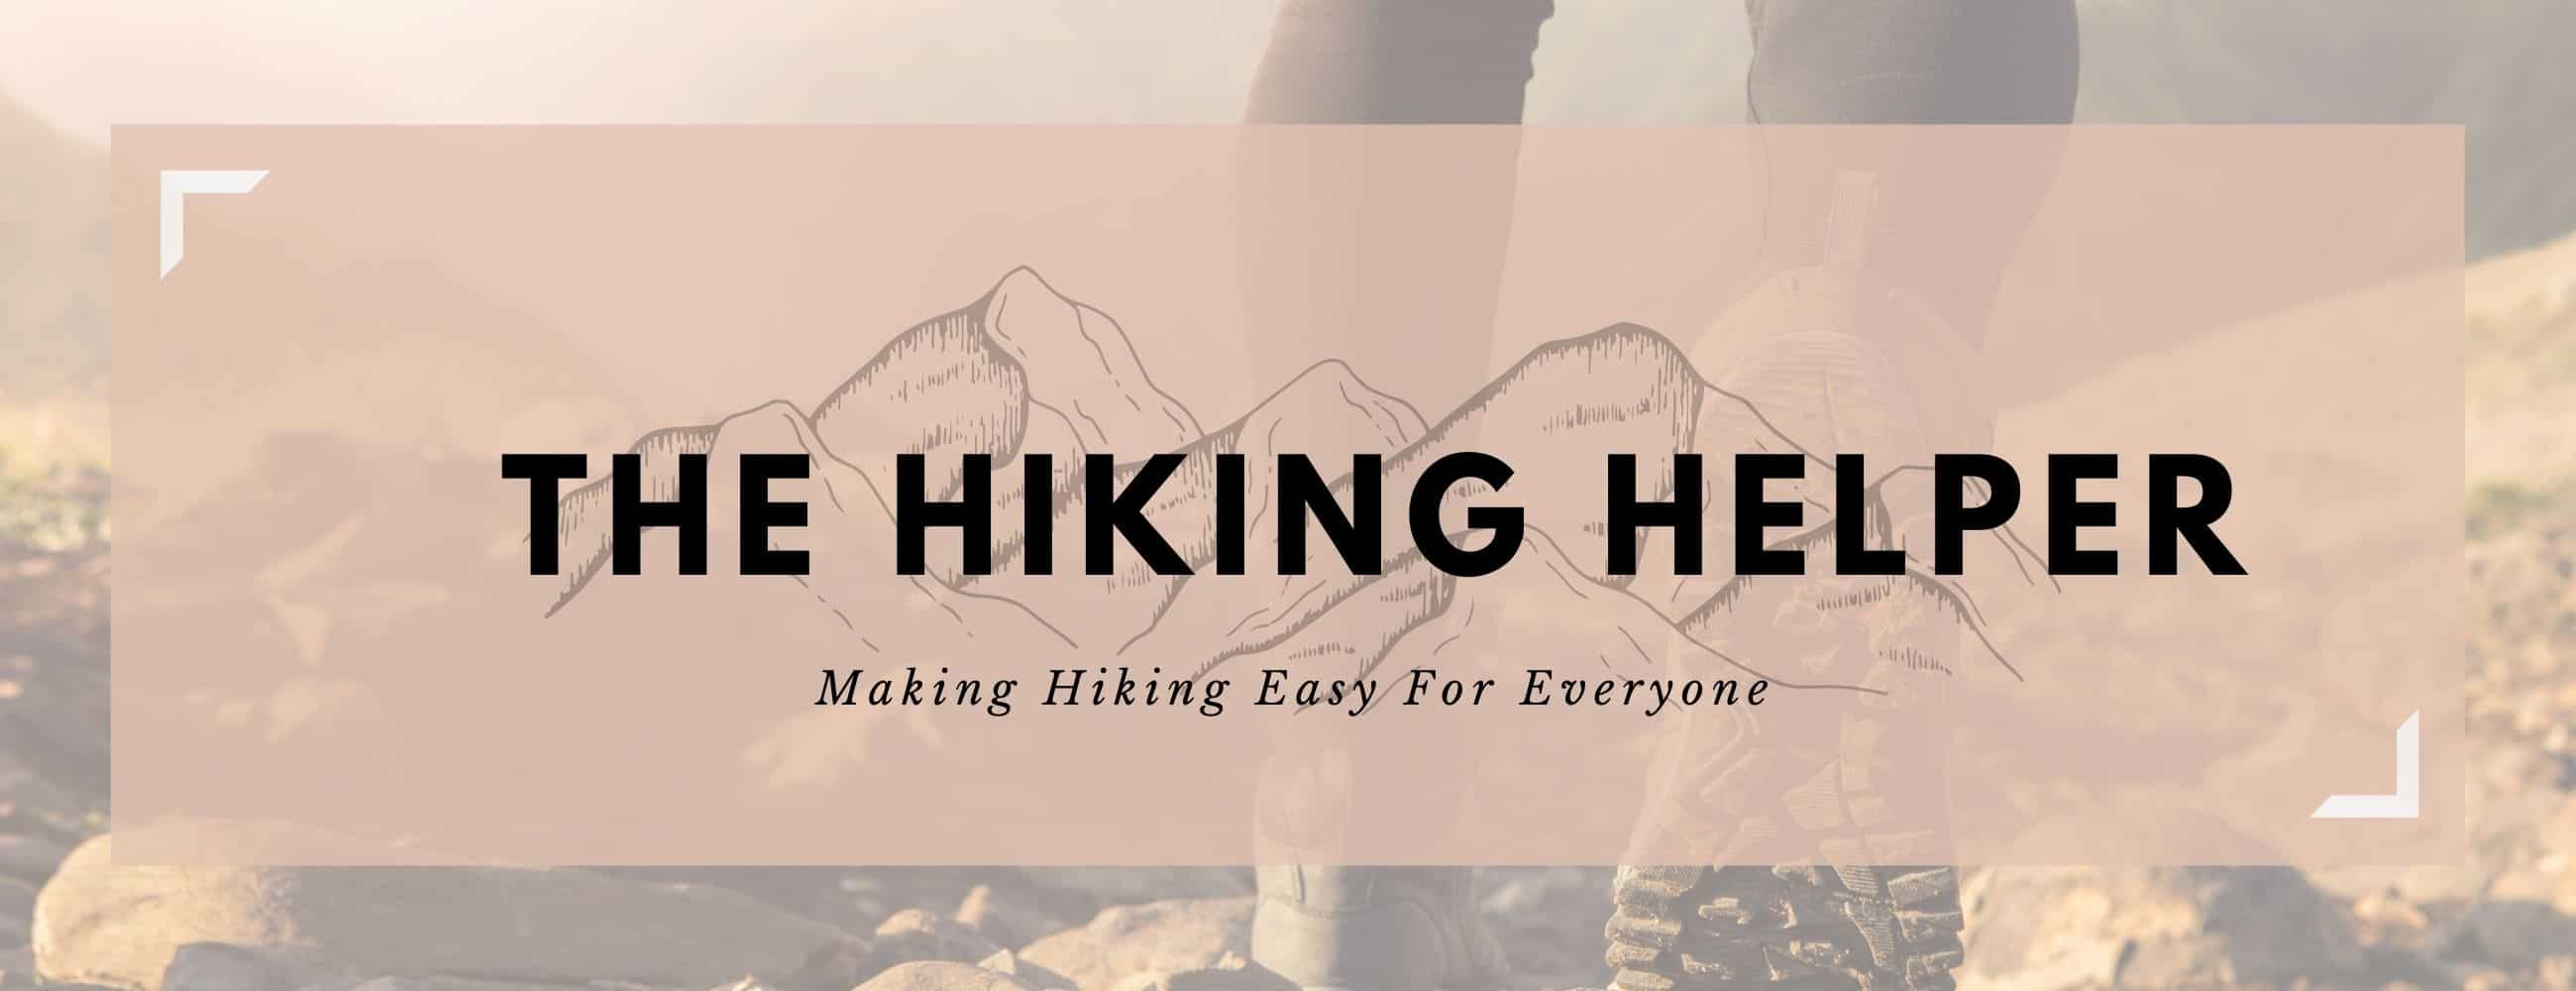 THE HIKING HELPER
Making Hiking Easy For Everyone